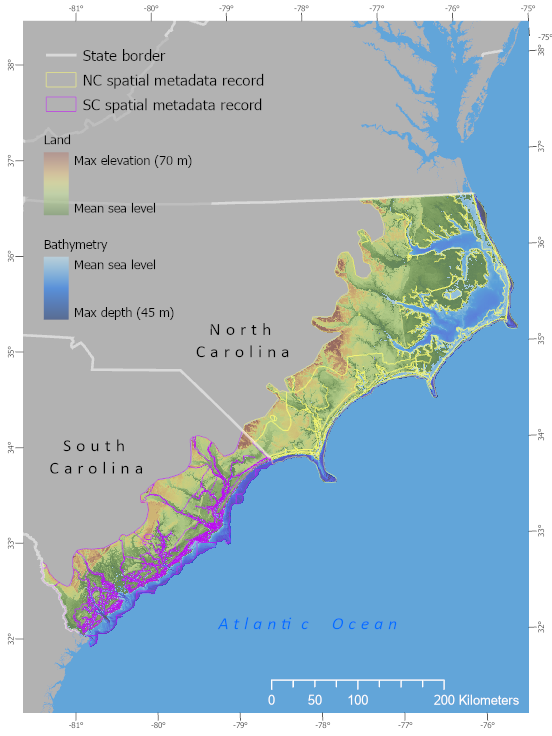 -81° -80° -79° -78° -77° -76° -75°
38° 38°
State border
NC spatial metadata record
SC spatial metadata record
Land
Max elevation (70 m)
Mean sea level
37° 37°
Bathymetry
Mean sea level
Max depth (45 m)
36° 36°
North
Carolina
35° 35°
South
Carolina
34° 34°
33° 33°
Atlantic Ocean
32° 32°
0 50 100 200 Kilometers
-81° -80° -79° -78° -77° -76°